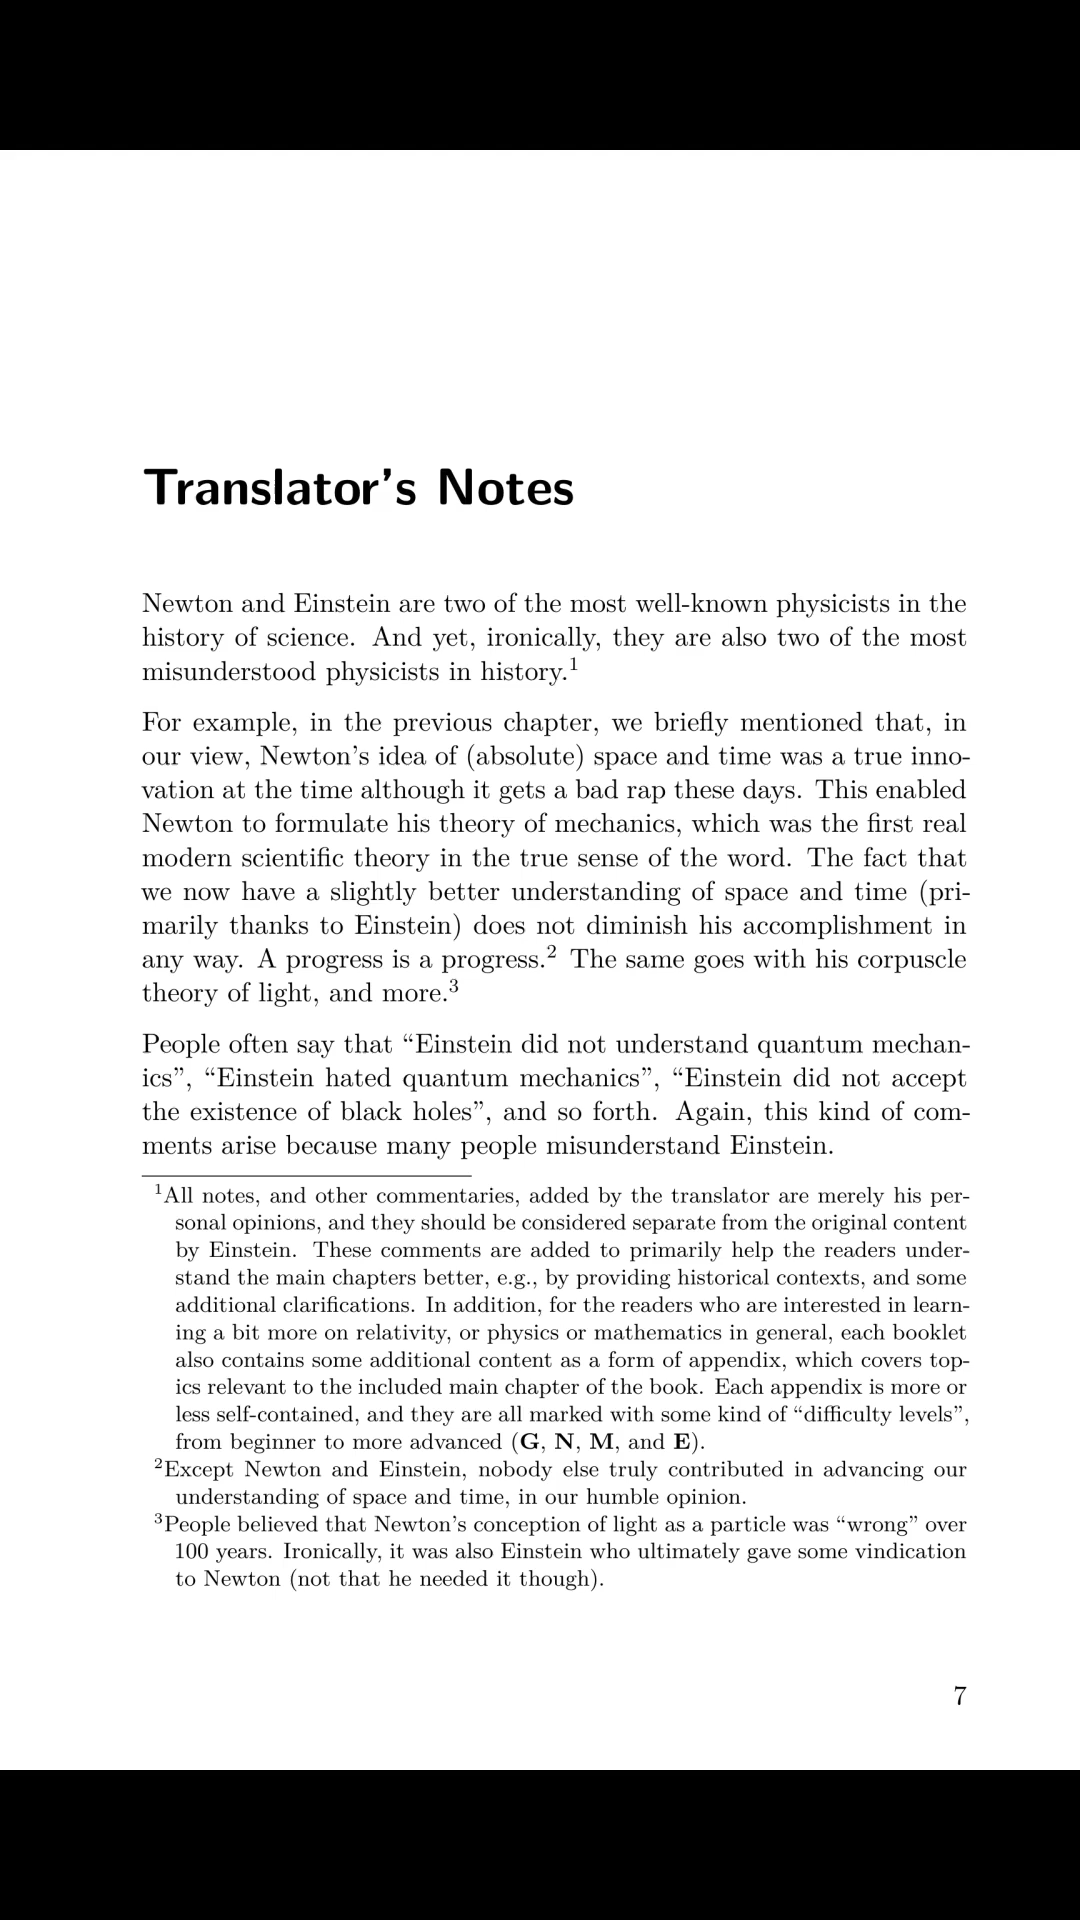 Translator’s Notes
Newton and Einstein are two of the most well-known physicists in the
history of science. And yet, ironically, they are also two of the most
misunderstood physicists in history.¹
For example, in the previous chapter, we briefly mentioned that, in
our view, Newton’s idea of (absolute) space and time was a true inno-
vation at the time although it gets a bad rap these days. This enabled
Newton to formulate his theory of mechanics, which was the first real
modern scientific theory in the true sense of the word. The fact that
we now have a slightly better understanding of space and time (pri-
marily thanks to Einstein) does not diminish his accomplishment in
any way. A progress is a progress.² The same goes with his corpuscle
theory of light, and more.³
People often say that “Einstein did not understand quantum mechan-
ics”, “Einstein hated quantum mechanics”, “Einstein did not accept
the existence of black holes”, and so forth. Again, this kind of com-
ments arise because many people misunderstand Einstein.
¹All notes, and other commentaries, added by the translator are merely his per-
sonal opinions, and they should be considered separate from the original content
by Einstein. These comments are added to primarily help the readers under-
stand the main chapters better, e.g., by providing historical contexts, and some
additional clarifications. In addition, for the readers who are interested in learn-
ing a bit more on relativity, or physics or mathematics in general, each booklet
also contains some additional content as a form of appendix, which covers top-
ics relevant to the included main chapter of the book. Each appendix is more or
less self-contained, and they are all marked with some kind of “difficulty levels”,
from beginner to more advanced (G, N, M, and E).
²Except Newton and Einstein, nobody else truly contributed in advancing our
understanding of space and time, in our humble opinion.
³People believed that Newton’s conception of light as a particle was “wrong” over
100 years. Ironically, it was also Einstein who ultimately gave some vindication
to Newton (not that he needed it though).
7